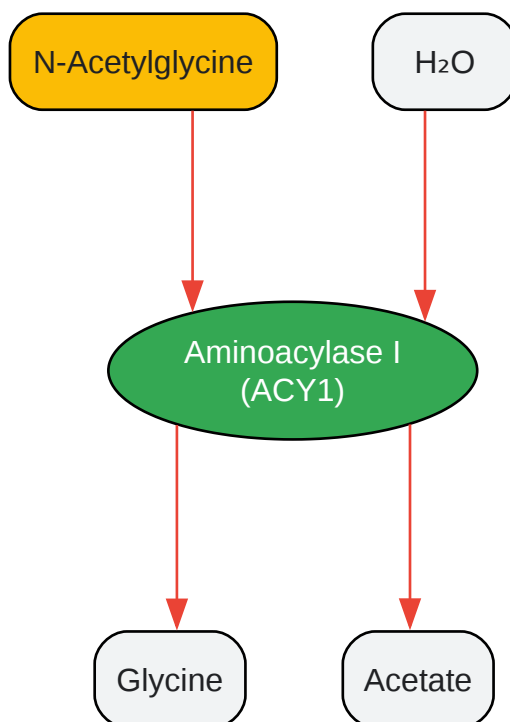 N-Acetylglycine
H₂O
Aminoacylase I
(ACY1)
Glycine
Acetate